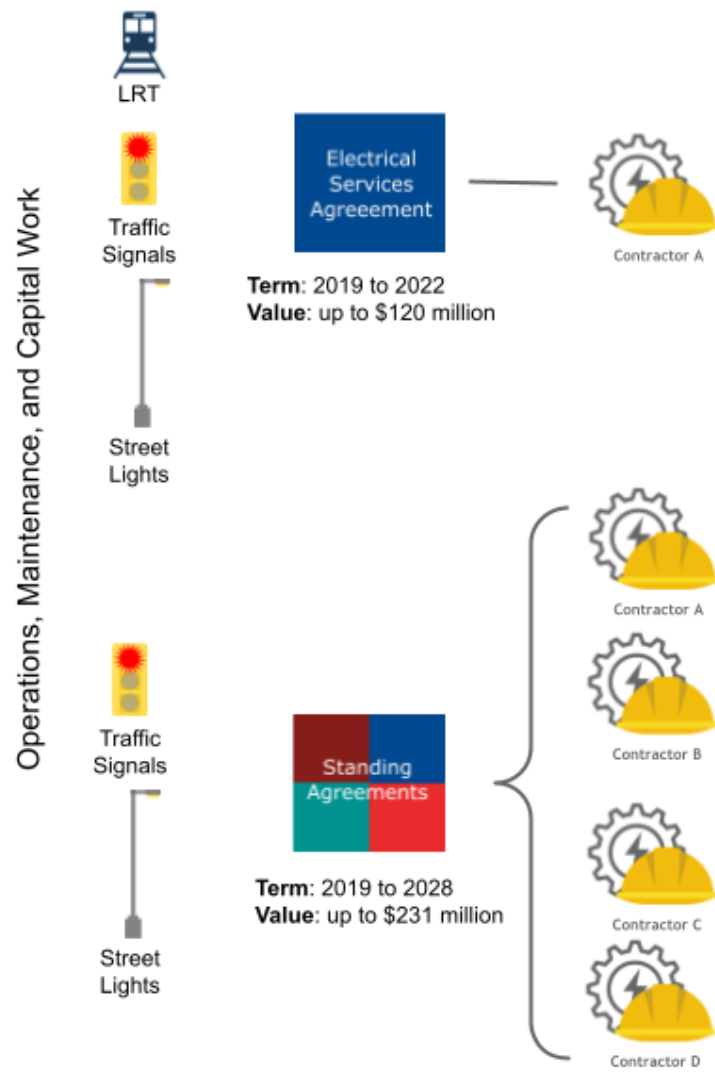 Operations, Maintenance, and Capital Work
LRT
Traffic
Signals
Street
Lights
Electrical
Services
Agreeement
Term: 2019 to 2022
Value: up to $120 million
Contractor A
Traffic
Signals
Street
Lights
Standing
Agreements
Term: 2019 to 2028
Value: up to $231 million
Contractor A
Contractor B
Contractor C
Contractor D